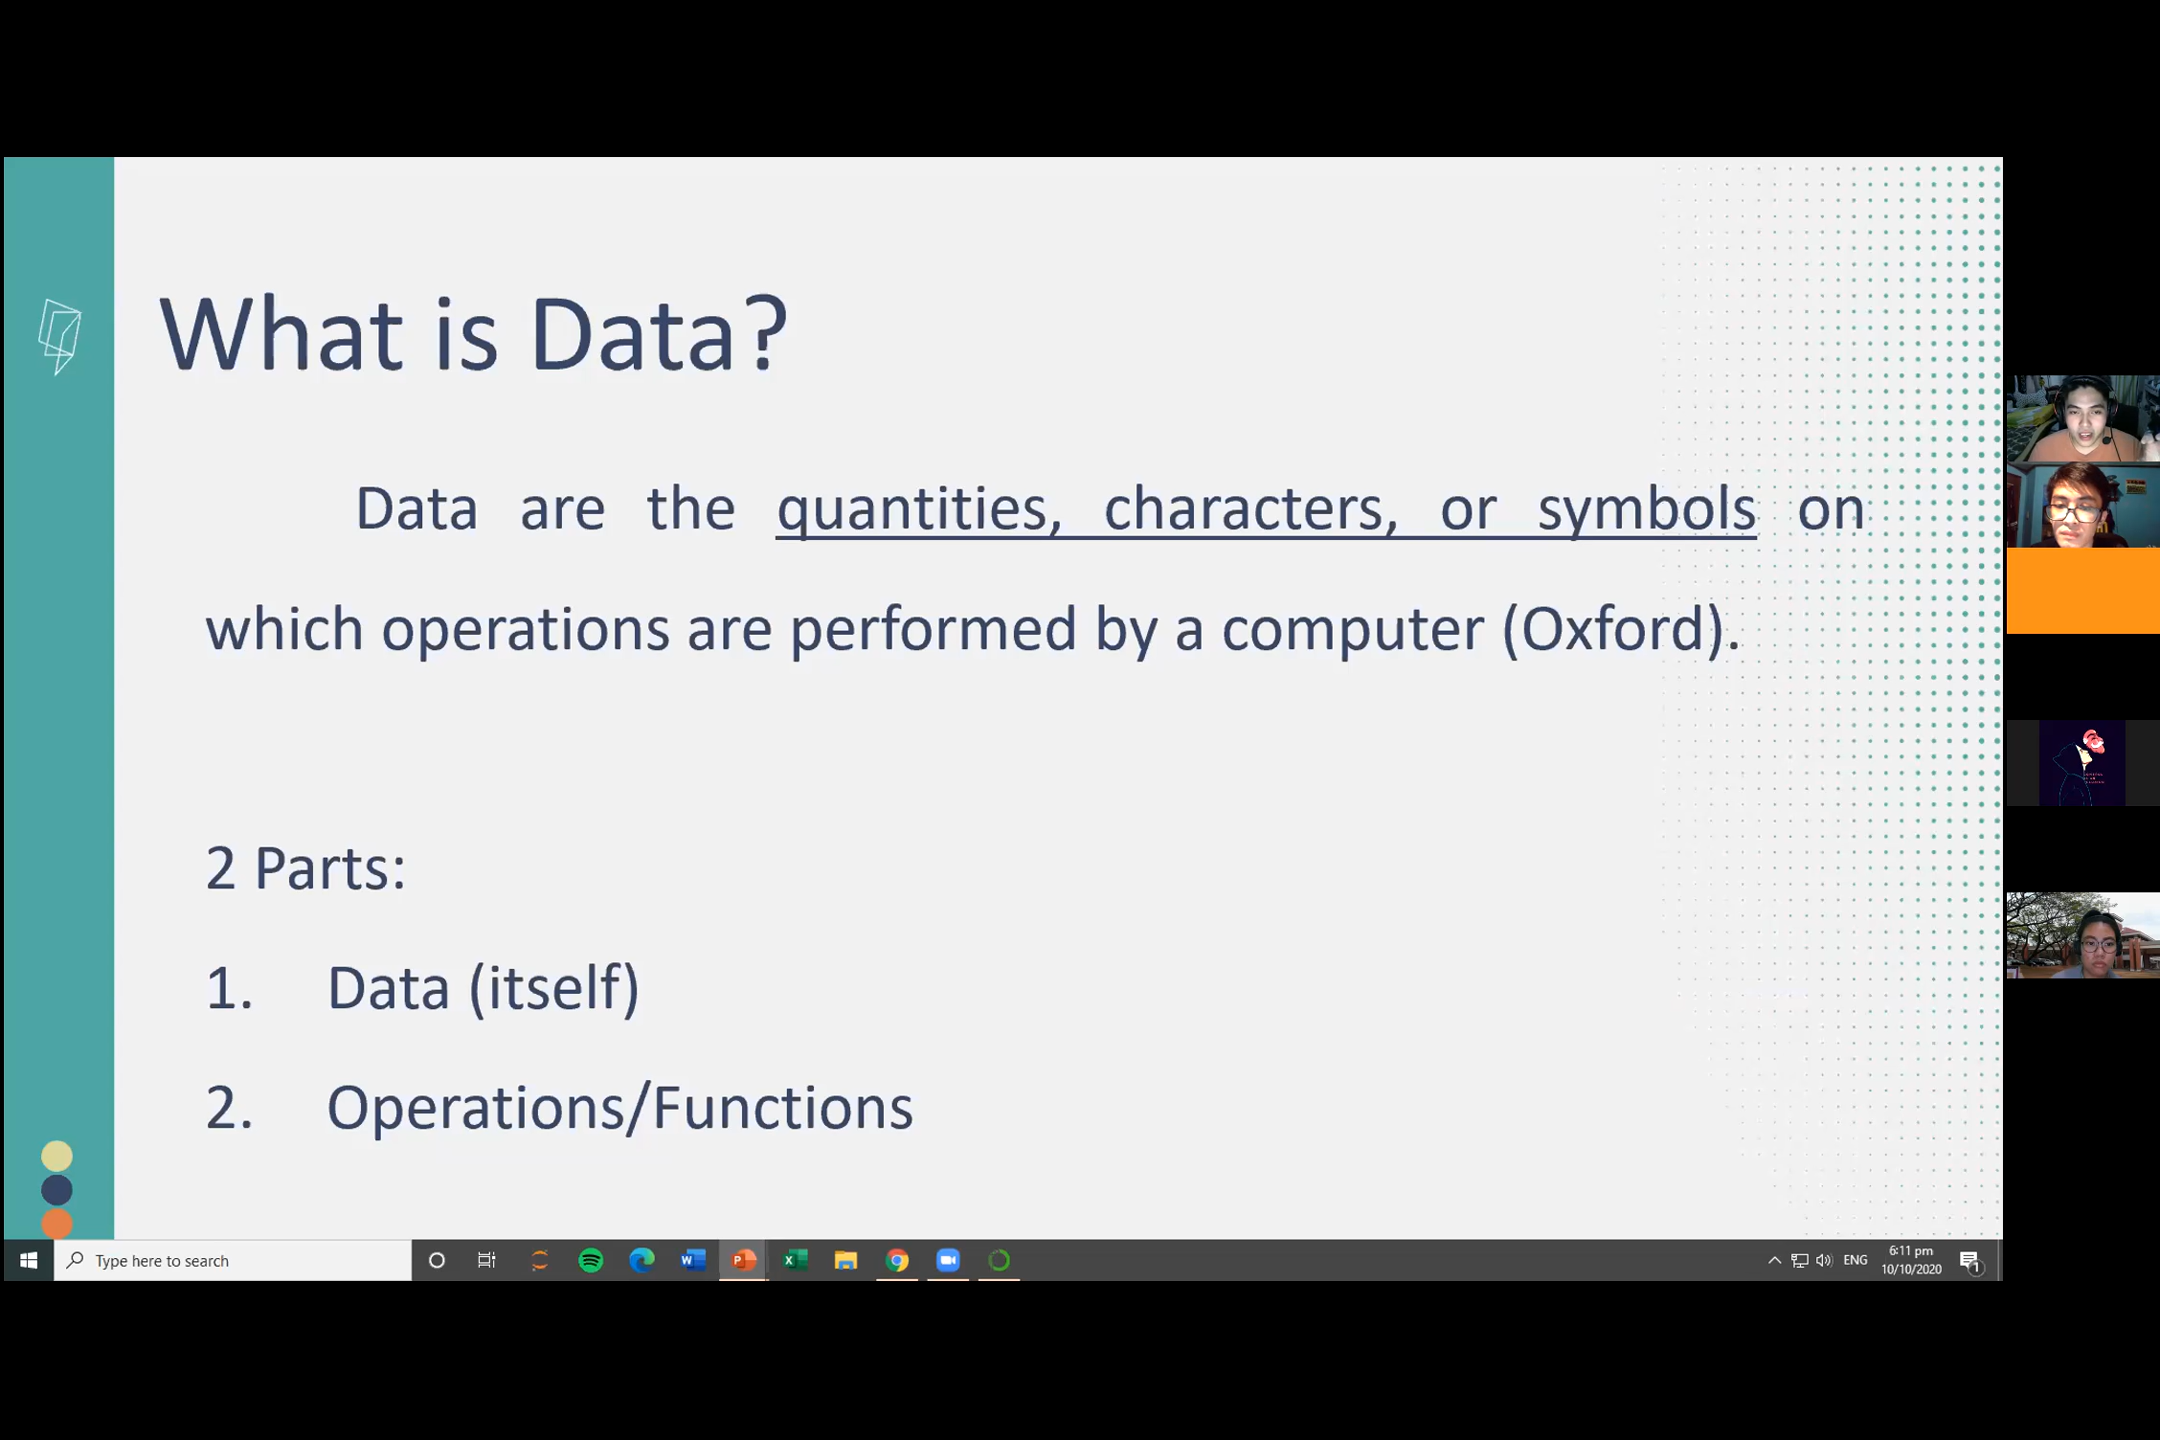 What is Data?
Data are the quantities, characters, or symbols on
which operations are performed by a computer (Oxford).
2 Parts:
1. Data (itself)
2. Operations/Functions
Type here to search
ENG
6:11 pm
10/10/2020
1